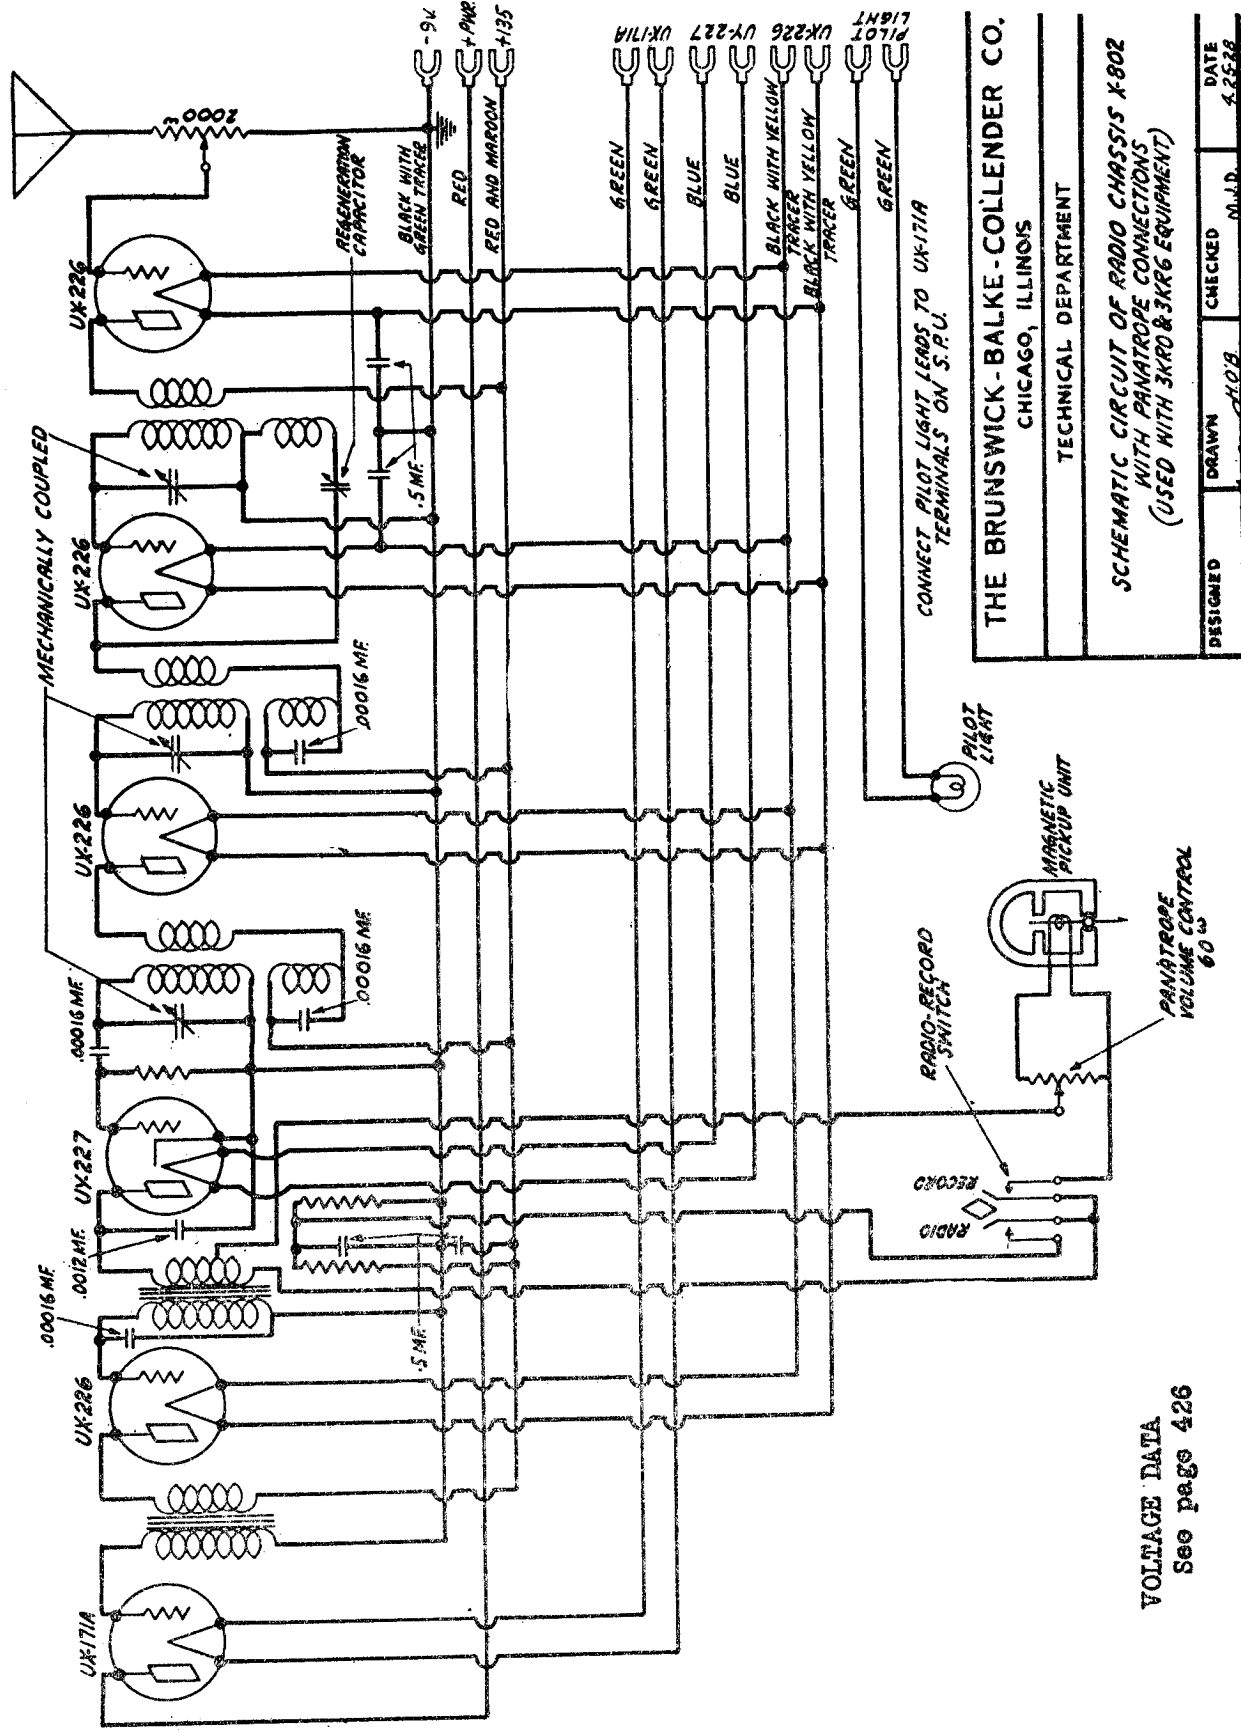 UX-171A
UX-226
UY-227
UX-226
UX-226
UX-226
.00016 MF.
.0012 MF.
.00016 MF.
MECHANICALLY COUPLED
2000 ω
.5 MF.
.00016 MF.
.00016 MF.
.5 MF.
REGENERATION
CAPACITOR
BLACK WITH
GREEN TRACER
- 9V.
RED
+ PWR.
RED AND MAROON
+135
GREEN
GREEN
UX-171A
BLUE
BLUE
UY-227
BLACK WITH YELLOW
TRACER
BLACK WITH YELLOW
TRACER
UX-226
UX-226
GREEN
GREEN
PILOT
LIGHT
CONNECT PILOT LIGHT LEADS TO UX-171A
TERMINALS ON S.P.U.
PILOT
LIGHT
MAGNETIC
PICKUP UNIT
RADIO-RECORD
SWITCH
RADIO
RECORD
PANATROPE
VOLUME CONTROL
60 ω
VOLTAGE DATA
See page 426
THE BRUNSWICK-BALKE-COLLENDER CO.
CHICAGO, ILLINOIS
TECHNICAL DEPARTMENT
SCHEMATIC CIRCUIT OF RADIO CHASSIS X-802
WITH PANATROPE CONNECTIONS
(USED WITH 3KR0 & 3KR6 EQUIPMENT)
DESIGNED
DRAWN
H.O'B.
CHECKED
M.J.D.
DATE
4.25.28